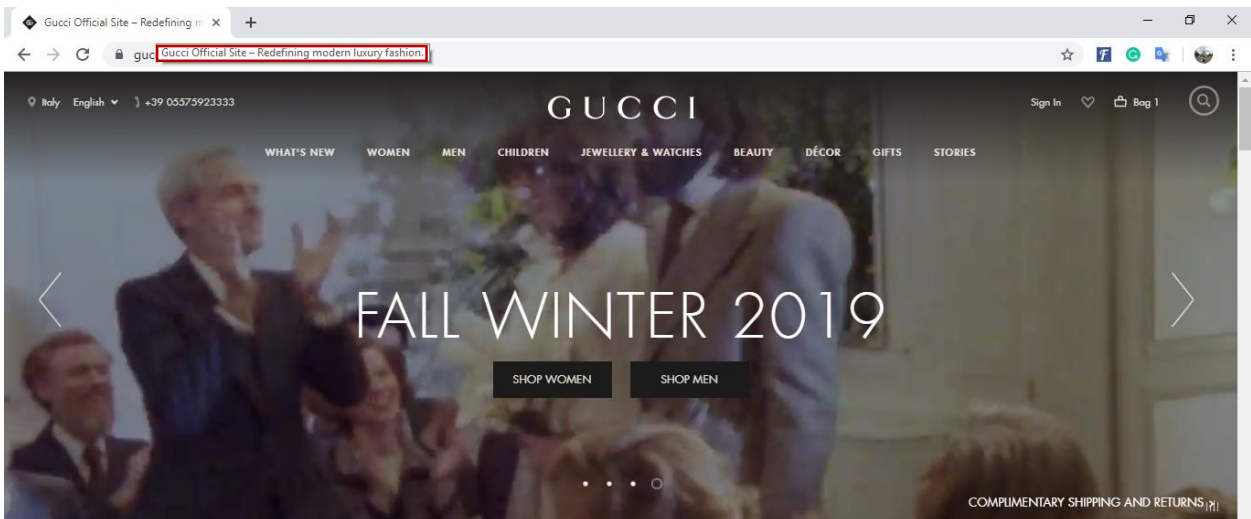 Gucci Official Site – Redefining m
guc
Gucci Official Site – Redefining modern luxury fashion.
Italy English +39 05575923333
GUCCI
Sign In Bag 1
WHAT'S NEW WOMEN MEN CHILDREN JEWELLERY & WATCHES BEAUTY DÉCOR GIFTS STORIES
FALL WINTER 2019
SHOP WOMEN SHOP MEN
COMPLIMENTARY SHIPPING AND RETURNS